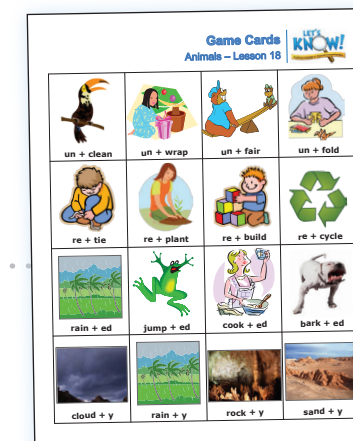 Game Cards
Animals – Lesson 18
LET'S
KNOW!
un + clean
un + wrap
un + fair
un + fold
re + tie
re + plant
re + build
re + cycle
rain + ed
jump + ed
cook + ed
bark + ed
cloud + y
rain + y
rock + y
sand + y